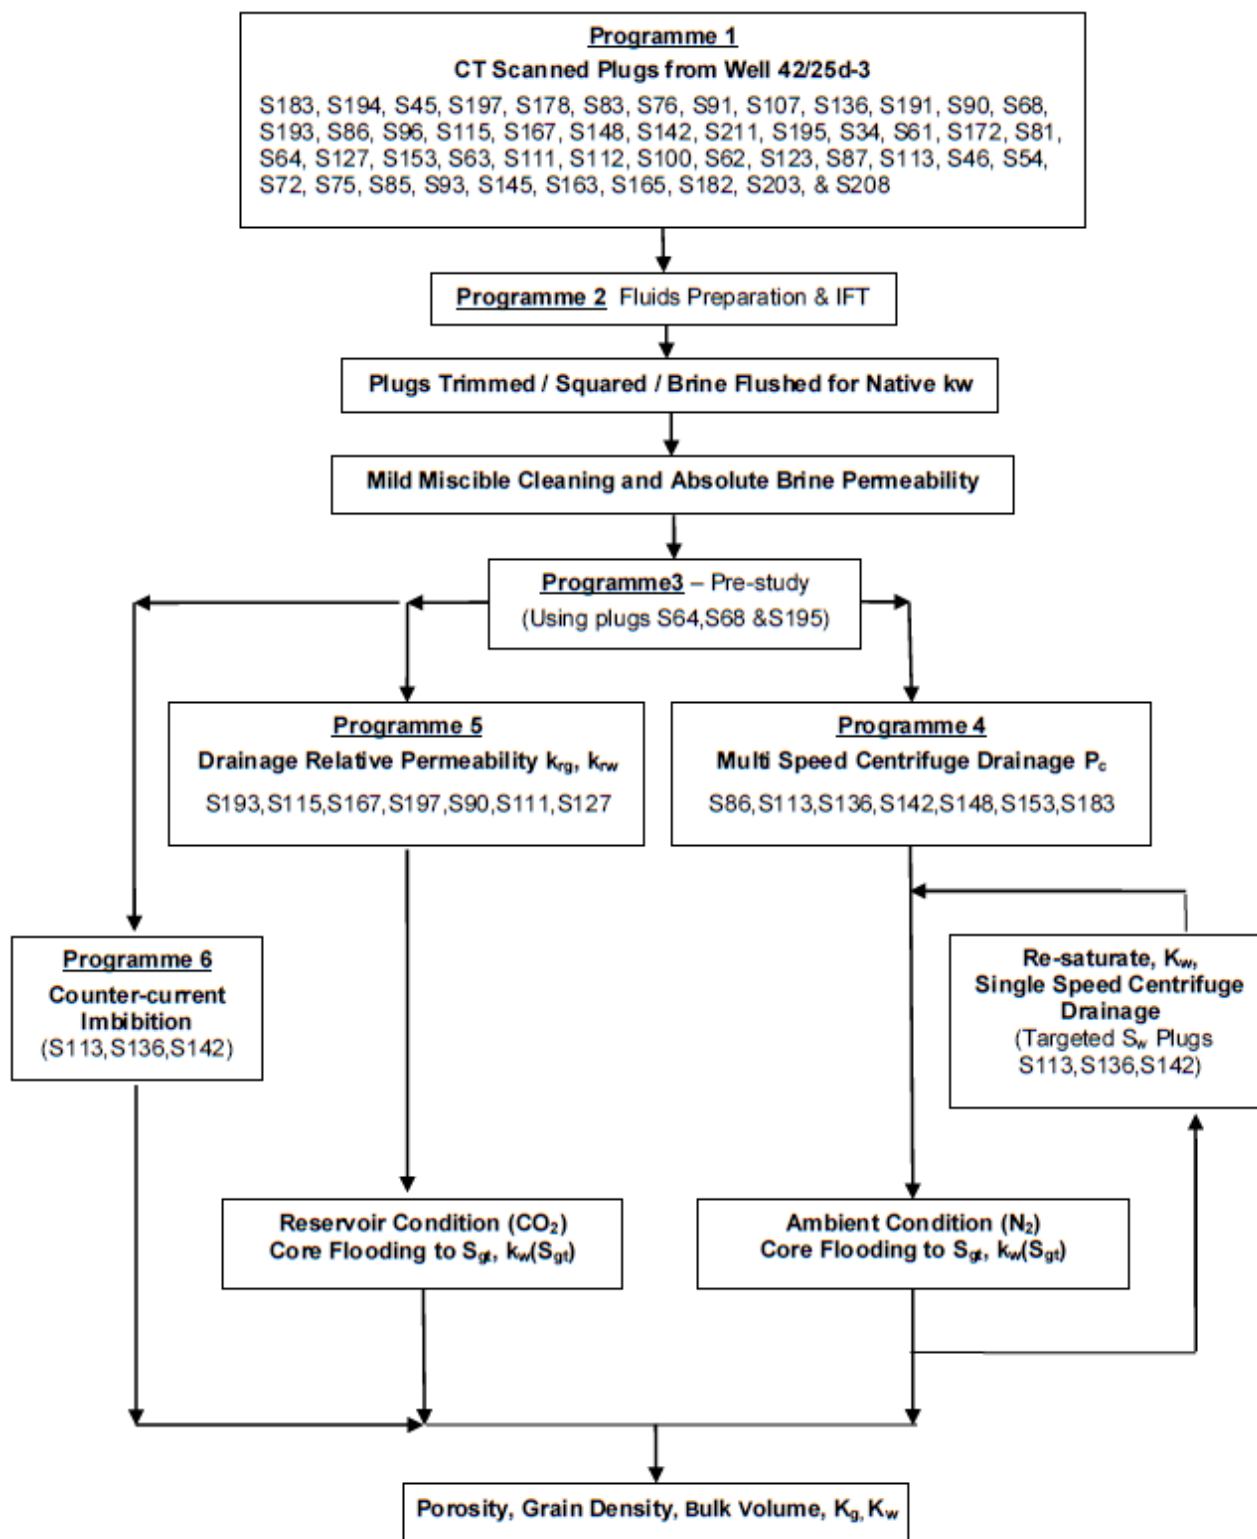 Programme 1
CT Scanned Plugs from Well 42/25d-3
S183, S194, S45, S197, S178, S83, S76, S91, S107, S136, S191, S90, S68,
S193, S86, S96, S115, S167, S148, S142, S211, S195, S34, S61, S172, S81,
S64, S127, S153, S63, S111, S112, S100, S62, S123, S87, S113, S46, S54,
S72, S75, S85, S93, S145, S163, S165, S182, S203, & S208
Programme 2 Fluids Preparation & IFT
Plugs Trimmed / Squared / Brine Flushed for Native kw
Mild Miscible Cleaning and Absolute Brine Permeability
Programme3 – Pre-study
(Using plugs S64,S68 &S195)
Programme 5
Drainage Relative Permeability krg, krw
S193,S115,S167,S197,S90,S111,S127
Programme 4
Multi Speed Centrifuge Drainage Pc
S86,S113,S136,S142,S148,S153,S183
Programme 6
Counter-current
Imbibition
(S113,S136,S142)
Re-saturate, Kw,
Single Speed Centrifuge
Drainage
(Targeted Sw Plugs
S113,S136,S142)
Reservoir Condition (CO2)
Core Flooding to Sgt, kw(Sgt)
Ambient Condition (N2)
Core Flooding to Sgt, kw(Sgt)
Porosity, Grain Density, Bulk Volume, Kg, Kw